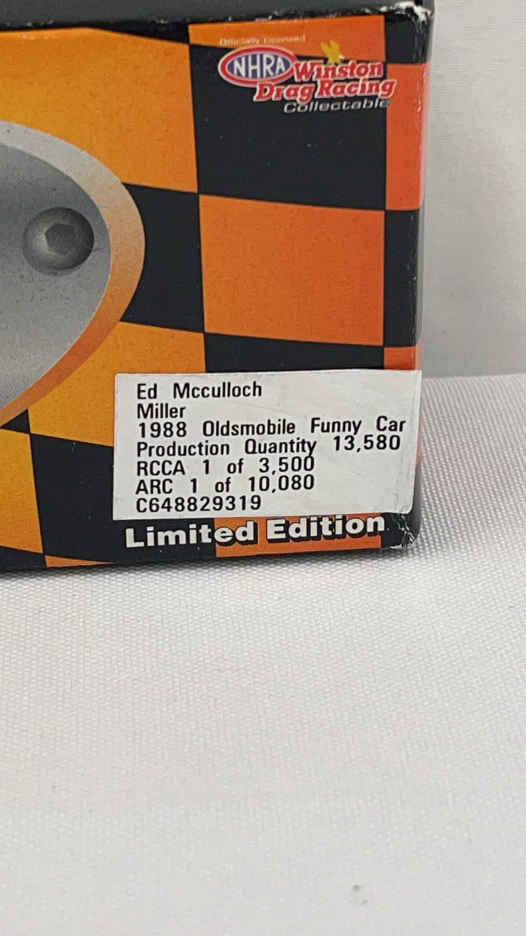 Officially Licensed
NHRA Winston
Drag Racing
Collectable
Ed Mcculloch
Miller
1988 Oldsmobile Funny Car
Production Quantity 13,580
RCCA 1 of 3,500
ARC 1 of 10,080
C648829319
Limited Edition